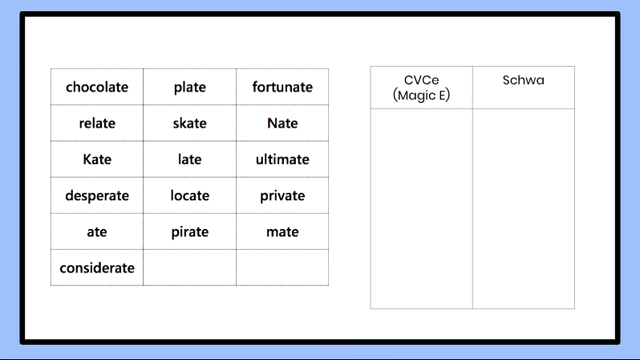 chocolate plate fortunate
relate skate Nate
Kate late ultimate
desperate locate private
ate pirate mate
considerate
CVCe
(Magic E)
Schwa